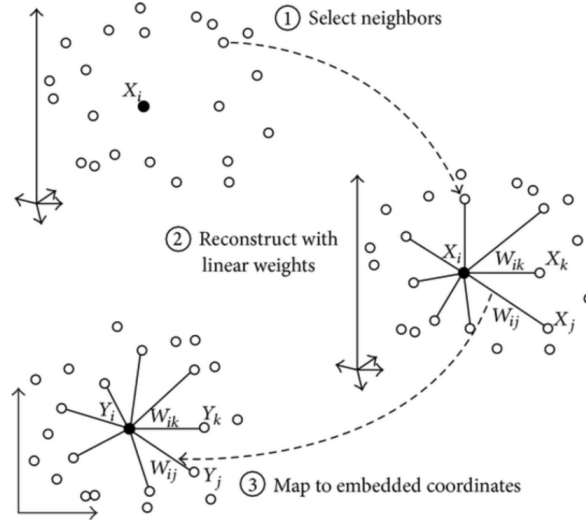 ① Select neighbors
X_i
② Reconstruct with
linear weights
X_i
W_ik
X_k
W_ij
X_j
Y_i
W_ik
Y_k
W_ij
Y_j
③ Map to embedded coordinates